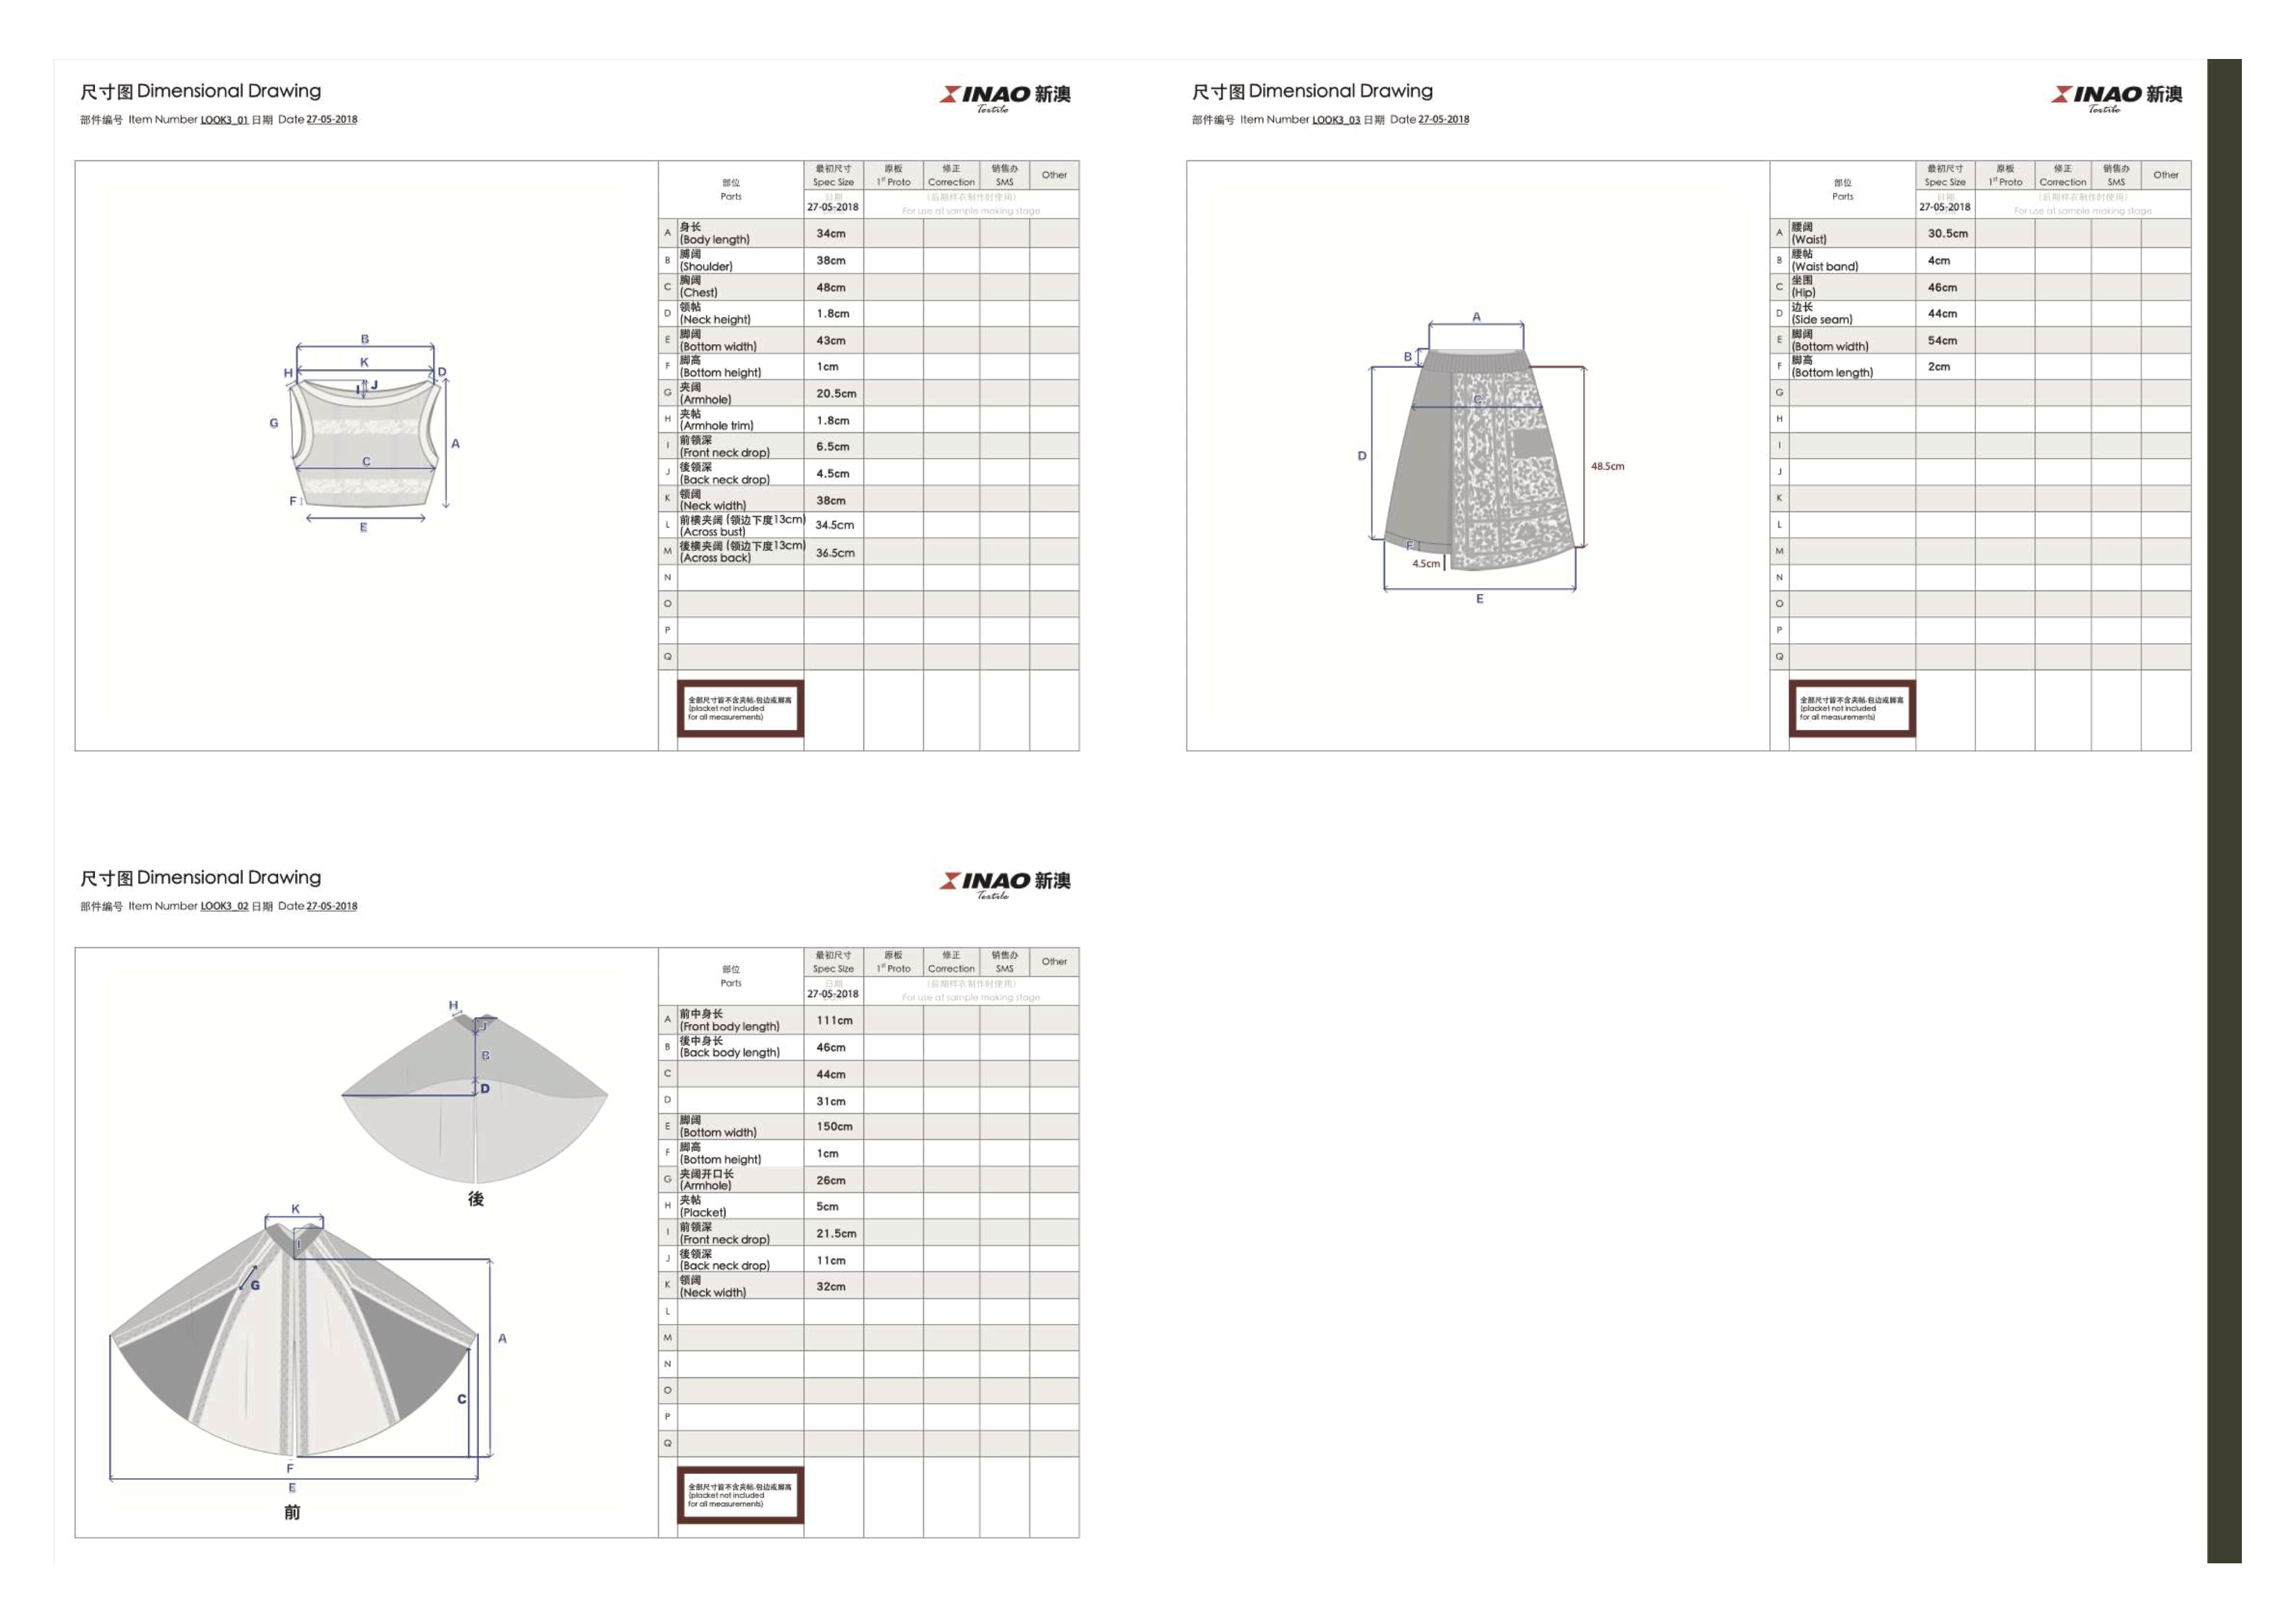 尺寸图 Dimensional Drawing
部件编号 Item Number LOOK3_01 日期 Date 27-05-2018
XINAO 新澳
Textile
部位
Parts
最初尺寸
Spec Size
原板
1st Proto
修正
Correction
销售办
SMS
Other
日期
27-05-2018
(后期样衣制作时使用)
For use at sample making stage
A 身长
(Body length) 34cm
B 膊阔
(Shoulder) 38cm
C 胸阔
(Chest) 48cm
D 领帖
(Neck height) 1.8cm
E 脚阔
(Bottom width) 43cm
F 脚高
(Bottom height) 1cm
G 夹阔
(Armhole) 20.5cm
H 夹帖
(Armhole trim) 1.8cm
I 前领深
(Front neck drop) 6.5cm
J 後领深
(Back neck drop) 4.5cm
K 领阔
(Neck width) 38cm
L 前横夹阔 (领边下度13cm)
(Across bust) 34.5cm
M 後横夹阔 (领边下度13cm)
(Across back) 36.5cm
N
O
P
Q
全部尺寸皆不含夹帖,包边或脚高
(placket not included
for all measurements)
B
K
H
D
I
J
G
A
C
F
E
尺寸图 Dimensional Drawing
部件编号 Item Number LOOK3_03 日期 Date 27-05-2018
XINAO 新澳
Textile
部位
Parts
最初尺寸
Spec Size
原板
1st Proto
修正
Correction
销售办
SMS
Other
日期
27-05-2018
(后期样衣制作时使用)
For use at sample making stage
A 腰阔
(Waist) 30.5cm
B 腰帖
(Waist band) 4cm
C 坐围
(Hip) 46cm
D 边长
(Side seam) 44cm
E 脚阔
(Bottom width) 54cm
F 脚高
(Bottom length) 2cm
G
H
I
J
K
L
M
N
O
P
Q
全部尺寸皆不含夹帖,包边或脚高
(placket not included
for all measurements)
A
B
C
D
48.5cm
F
4.5cm
E
尺寸图 Dimensional Drawing
部件编号 Item Number LOOK3_02 日期 Date 27-05-2018
XINAO 新澳
Textile
部位
Parts
最初尺寸
Spec Size
原板
1st Proto
修正
Correction
销售办
SMS
Other
日期
27-05-2018
(后期样衣制作时使用)
For use at sample making stage
A 前中身长
(Front body length) 111cm
B 後中身长
(Back body length) 46cm
C 44cm
D 31cm
E 脚阔
(Bottom width) 150cm
F 脚高
(Bottom height) 1cm
G 夹阔开口长
(Armhole) 26cm
H 夹帖
(Placket) 5cm
I 前领深
(Front neck drop) 21.5cm
J 後领深
(Back neck drop) 11cm
K 领阔
(Neck width) 32cm
L
M
N
O
P
Q
全部尺寸皆不含夹帖,包边或脚高
(placket not included
for all measurements)
H
J
B
D
後
K
I
G
A
C
F
E
前